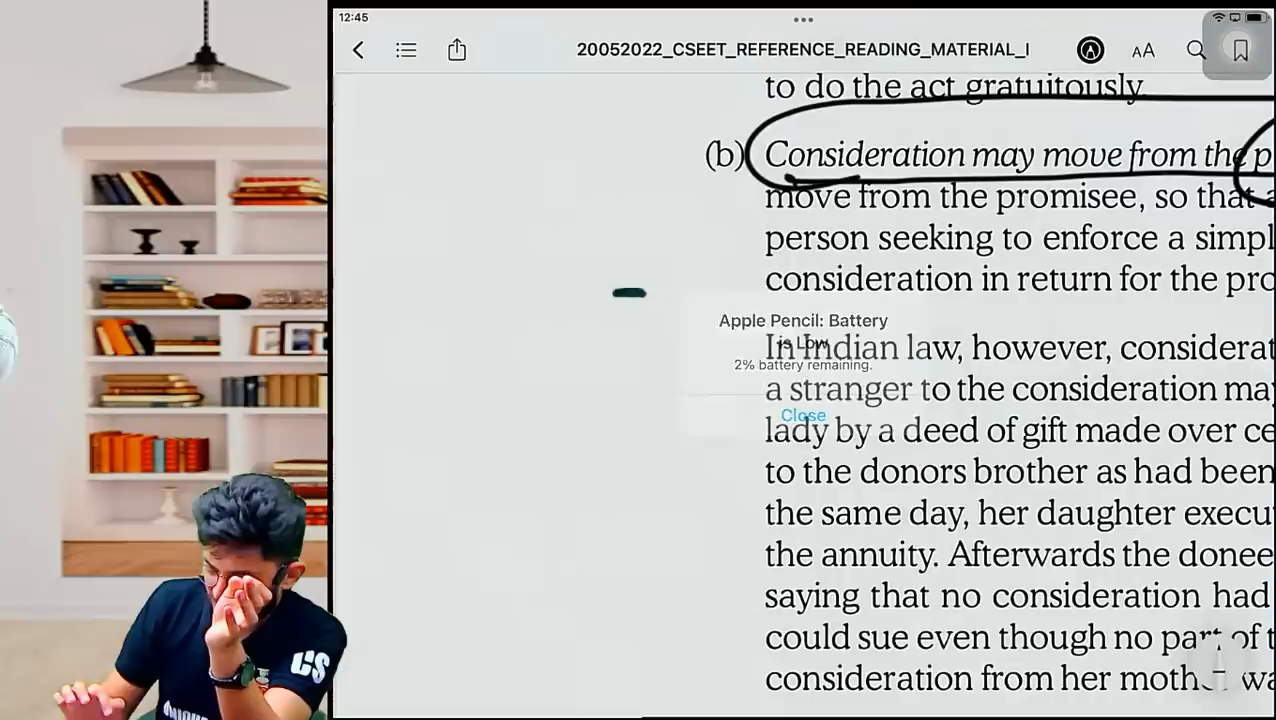 12:45
20052022_CSEET_REFERENCE_READING_MATERIAL_I
AA
to do the act gratuitously.
(b) Consideration may move from the p
move from the promisee, so that a
person seeking to enforce a simpl
consideration in return for the pro
Apple Pencil: Battery
is Low
2% battery remaining.
Close
In Indian law, however, considerat
a stranger to the consideration may
lady by a deed of gift made over ce
to the donors brother as had been
the same day, her daughter execu
the annuity. Afterwards the donee
saying that no consideration had
could sue even though no part of t
consideration from her moth wa
CS